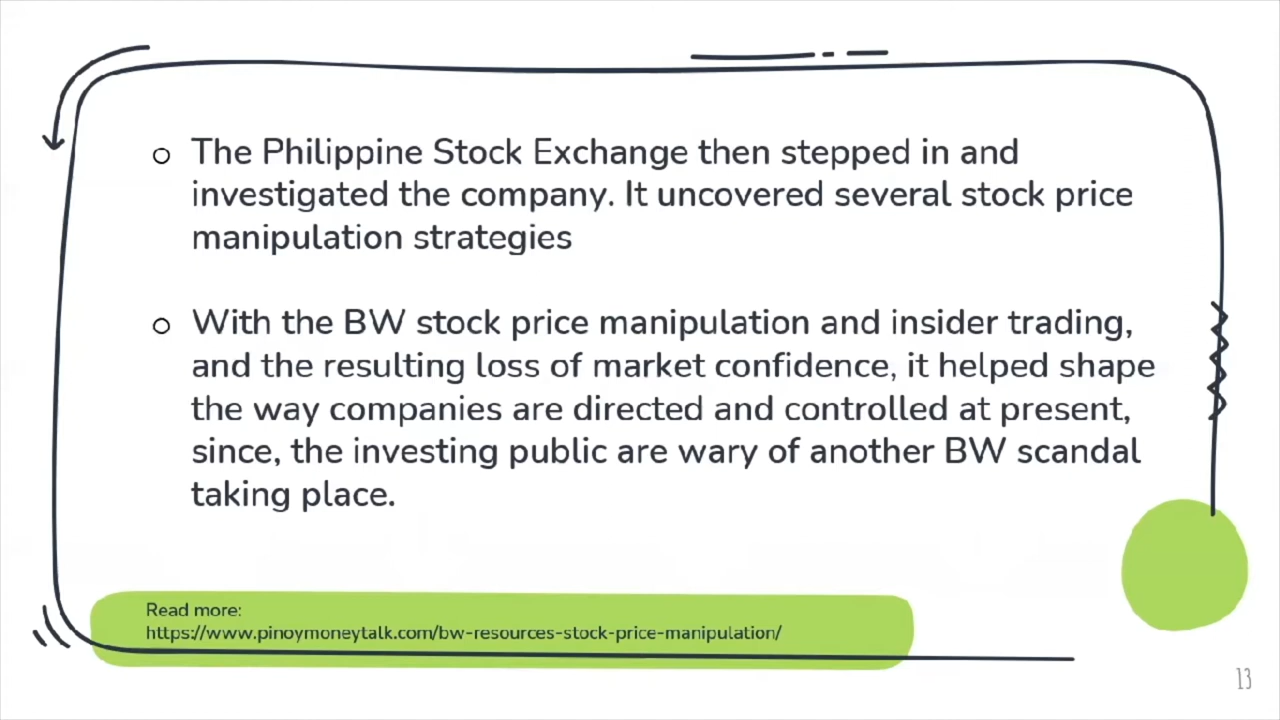 The Philippine Stock Exchange then stepped in and
investigated the company. It uncovered several stock price
manipulation strategies
With the BW stock price manipulation and insider trading,
and the resulting loss of market confidence, it helped shape
the way companies are directed and controlled at present,
since, the investing public are wary of another BW scandal
taking place.
Read more:
https://www.pinoymoneytalk.com/bw-resources-stock-price-manipulation/
13